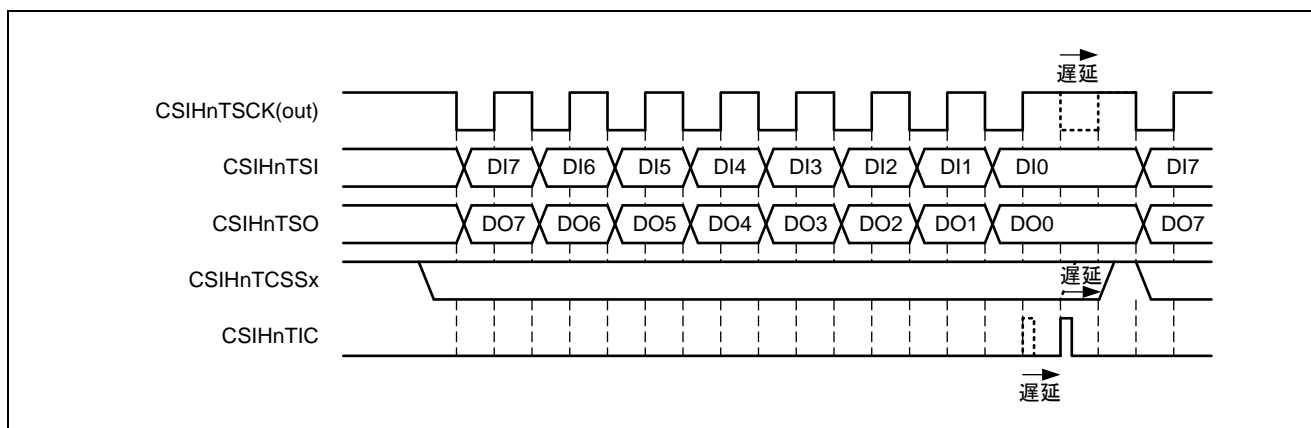 遅延
CSIHnTSCK(out)
CSIHnTSI DI7 DI6 DI5 DI4 DI3 DI2 DI1 DI0 DI7
CSIHnTSO DO7 DO6 DO5 DO4 DO3 DO2 DO1 DO0 DO7
CSIHnTCSSx 遅延
CSIHnTIC
遅延